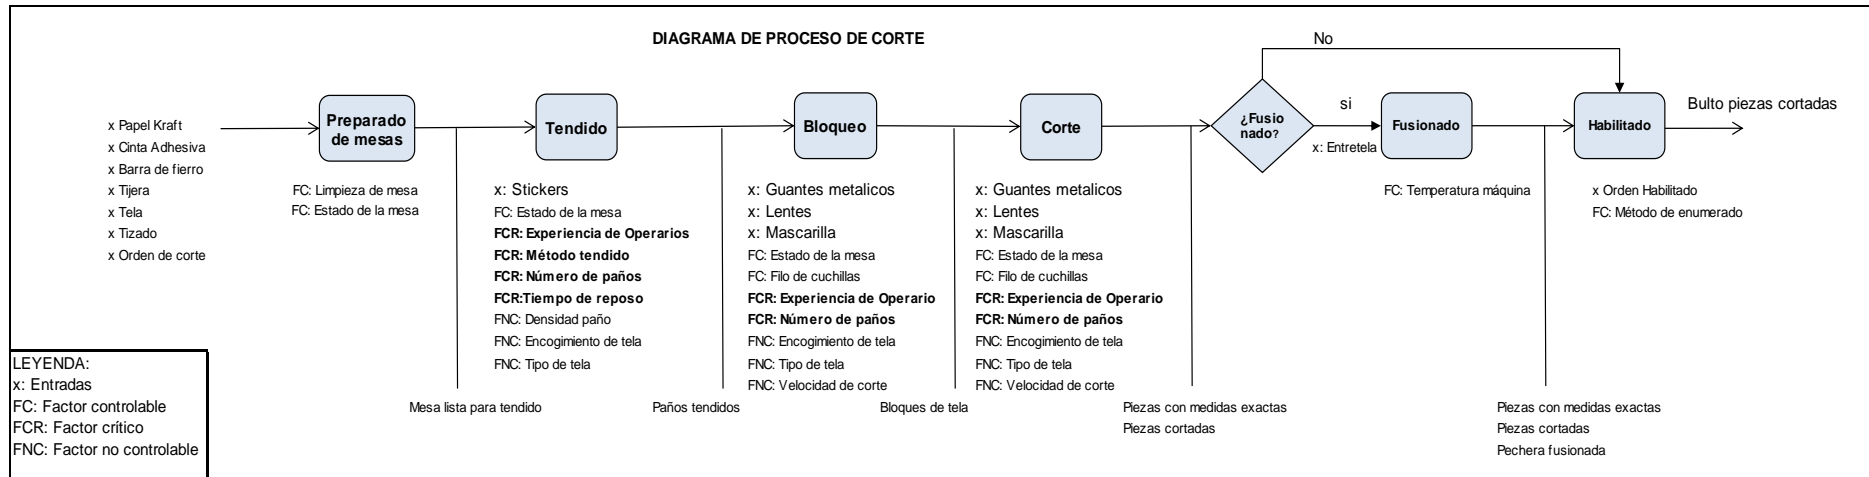 DIAGRAMA DE PROCESO DE CORTE
x Papel Kraft
x Cinta Adhesiva
x Barra de fierro
x Tijera
x Tela
x Tizado
x Orden de corte
Preparado
de mesas
FC: Limpieza de mesa
FC: Estado de la mesa
Mesa lista para tendido
Tendido
x: Stickers
FC: Estado de la mesa
FCR: Experiencia de Operarios
FCR: Método tendido
FCR: Número de paños
FCR:Tiempo de reposo
FNC: Densidad paño
FNC: Encogimiento de tela
FNC: Tipo de tela
Paños tendidos
Bloqueo
x: Guantes metalicos
x: Lentes
x: Mascarilla
FC: Estado de la mesa
FC: Filo de cuchillas
FCR: Experiencia de Operario
FCR: Número de paños
FNC: Encogimiento de tela
FNC: Tipo de tela
FNC: Velocidad de corte
Bloques de tela
Corte
x: Guantes metalicos
x: Lentes
x: Mascarilla
FC: Estado de la mesa
FC: Filo de cuchillas
FCR: Experiencia de Operario
FCR: Número de paños
FNC: Encogimiento de tela
FNC: Tipo de tela
FNC: Velocidad de corte
Piezas con medidas exactas
Piezas cortadas
¿Fusio
nado?
No
si
x: Entretela
Fusionado
FC: Temperatura máquina
Piezas con medidas exactas
Piezas cortadas
Pechera fusionada
Habilitado
x Orden Habilitado
FC: Método de enumerado
Bulto piezas cortadas
LEYENDA:
x: Entradas
FC: Factor controlable
FCR: Factor crítico
FNC: Factor no controlable